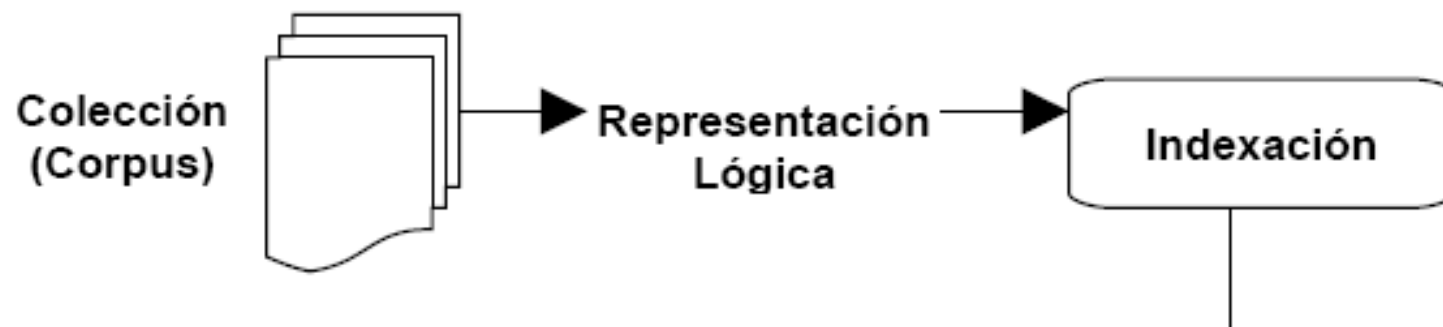 Colección
(Corpus)
Representación
Lógica
Indexación